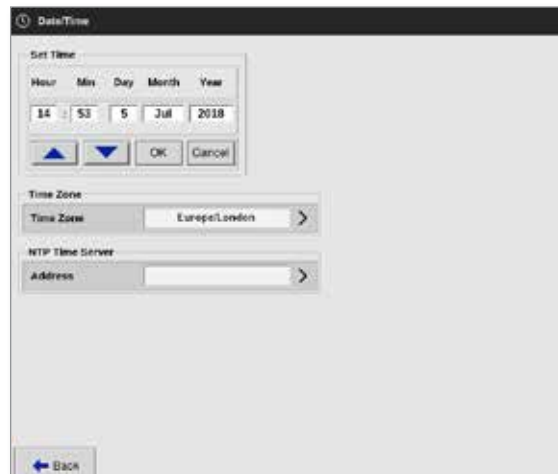 Date/Time
Set Time
Hour Min Day Month Year
14 : 53 5 Jul 2018
OK Cancel
Time Zone
Time Zone Europe/London
NTP Time Server
Address
Back